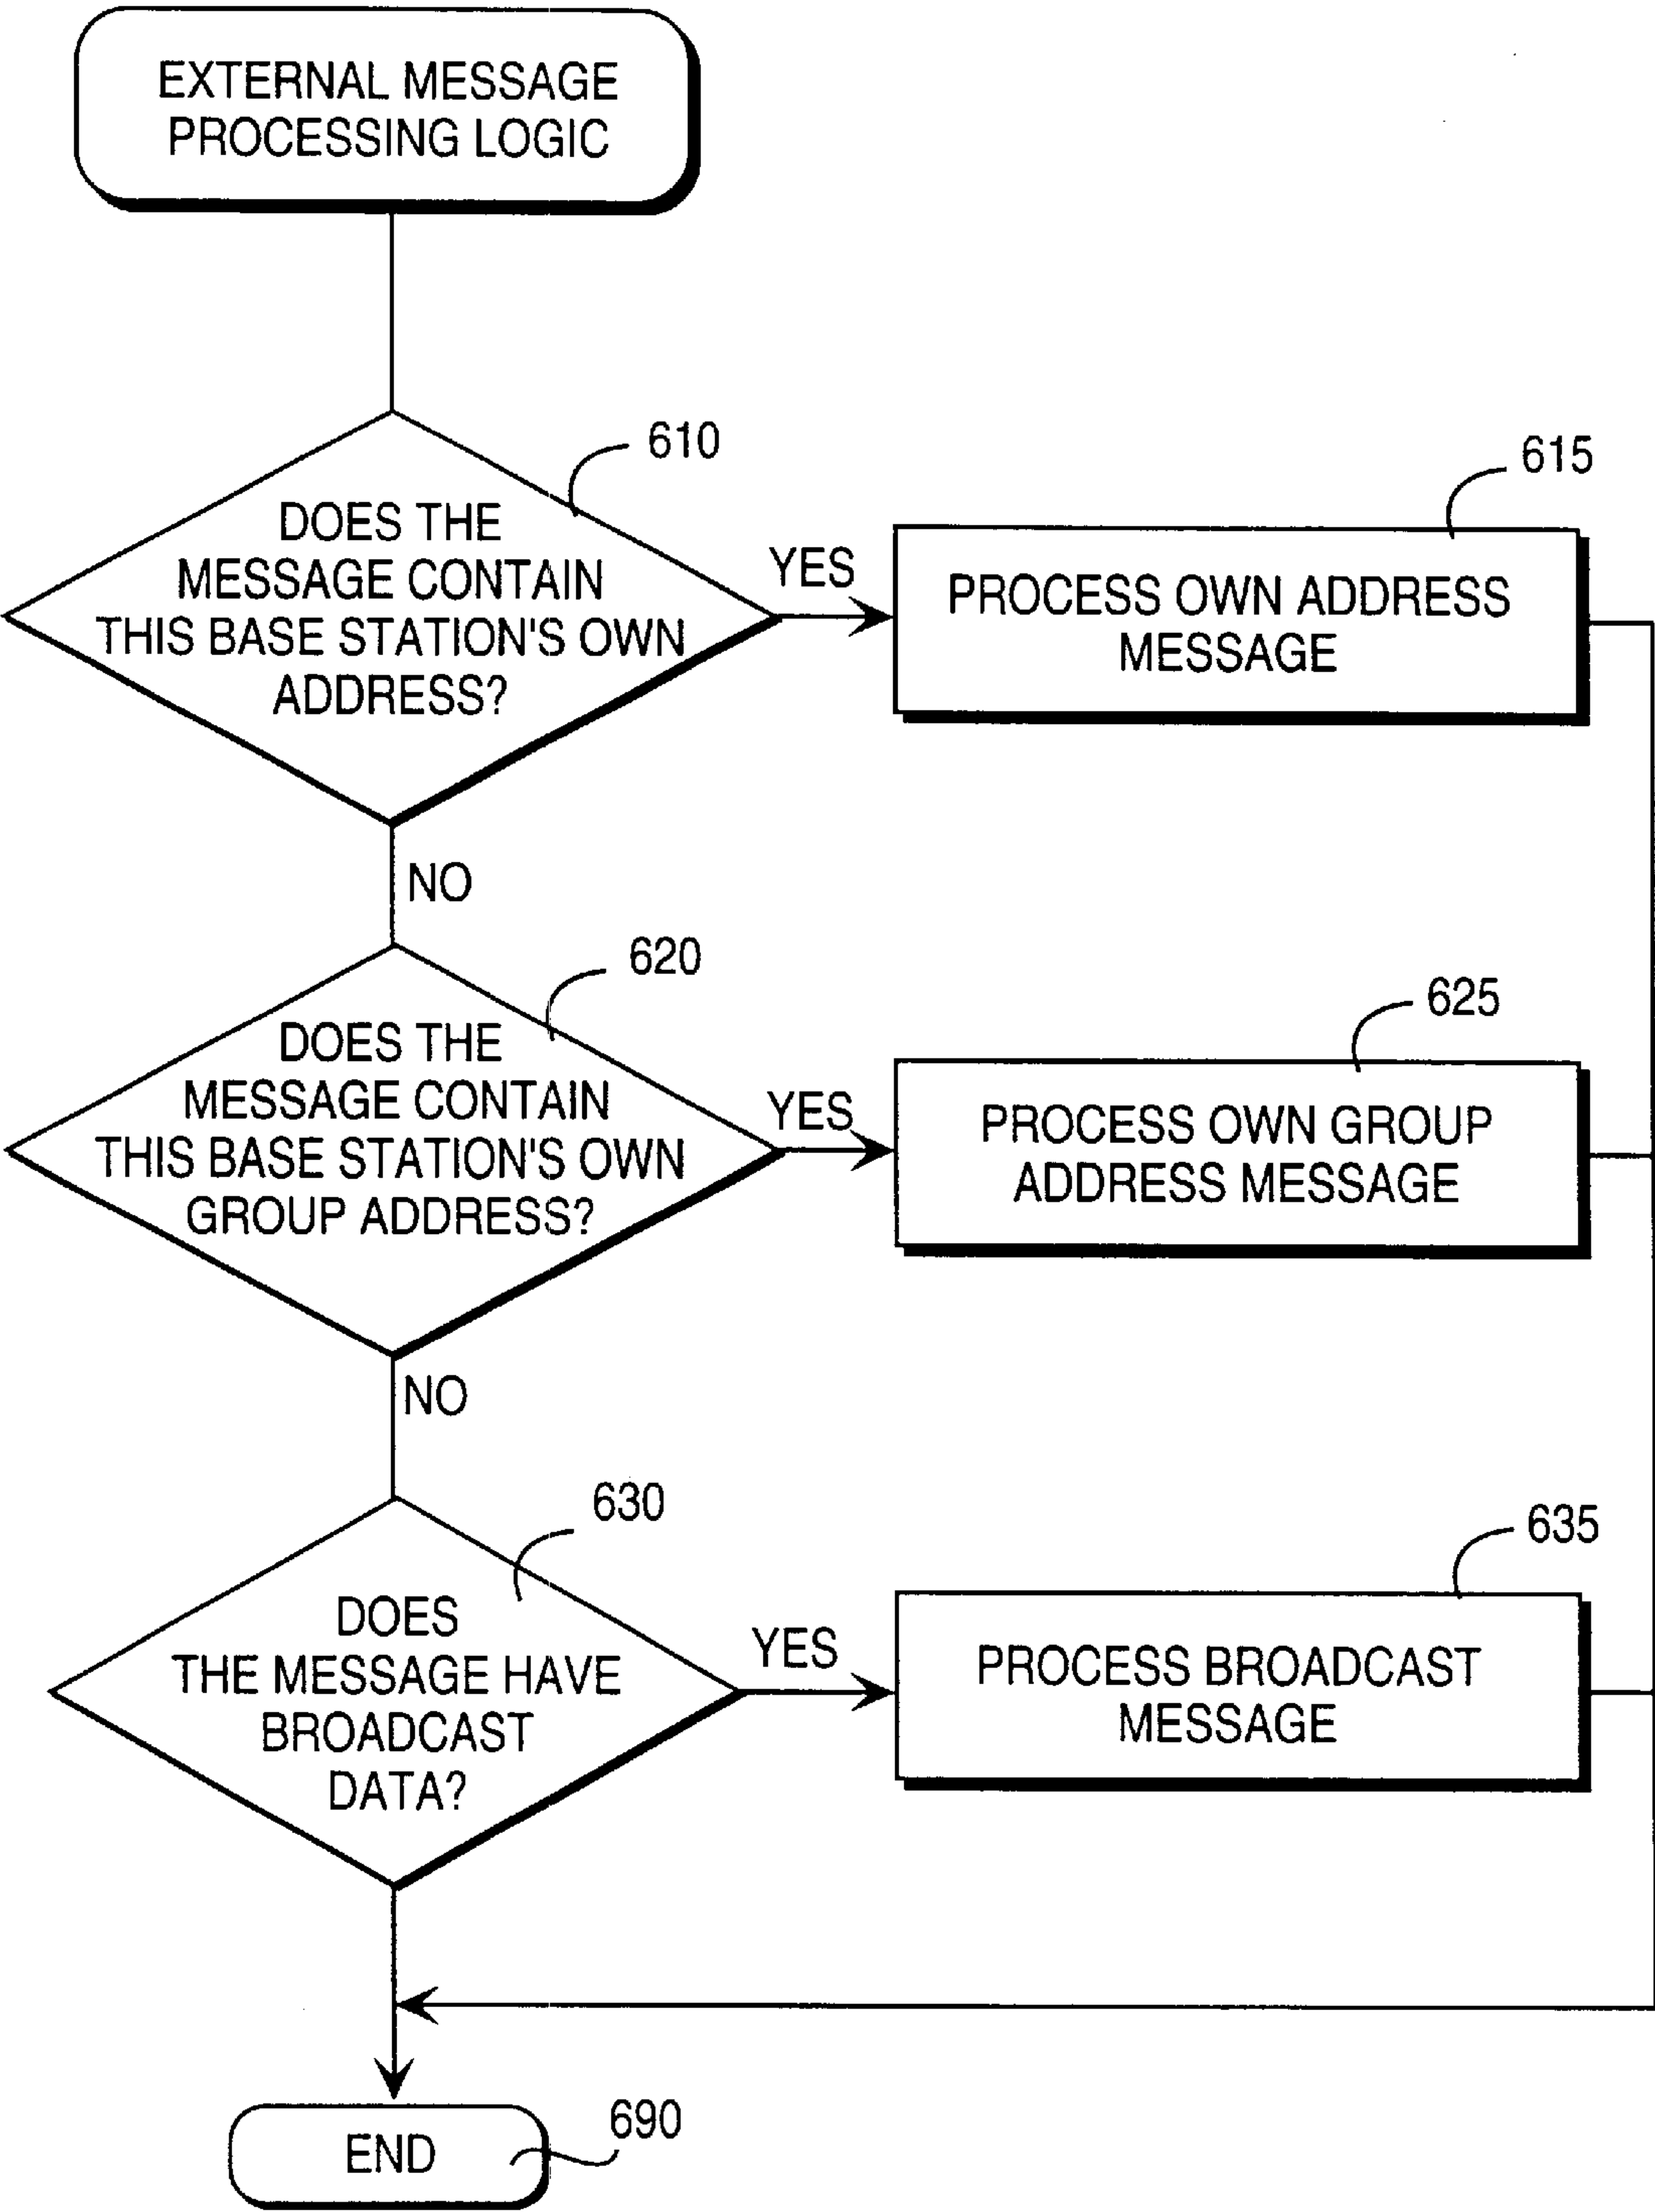 EXTERNAL MESSAGE
PROCESSING LOGIC
610
DOES THE
MESSAGE CONTAIN
THIS BASE STATION'S OWN
ADDRESS?
YES
615
PROCESS OWN ADDRESS
MESSAGE
NO
620
DOES THE
MESSAGE CONTAIN
THIS BASE STATION'S OWN
GROUP ADDRESS?
YES
625
PROCESS OWN GROUP
ADDRESS MESSAGE
NO
630
DOES
THE MESSAGE HAVE
BROADCAST
DATA?
YES
635
PROCESS BROADCAST
MESSAGE
END
690